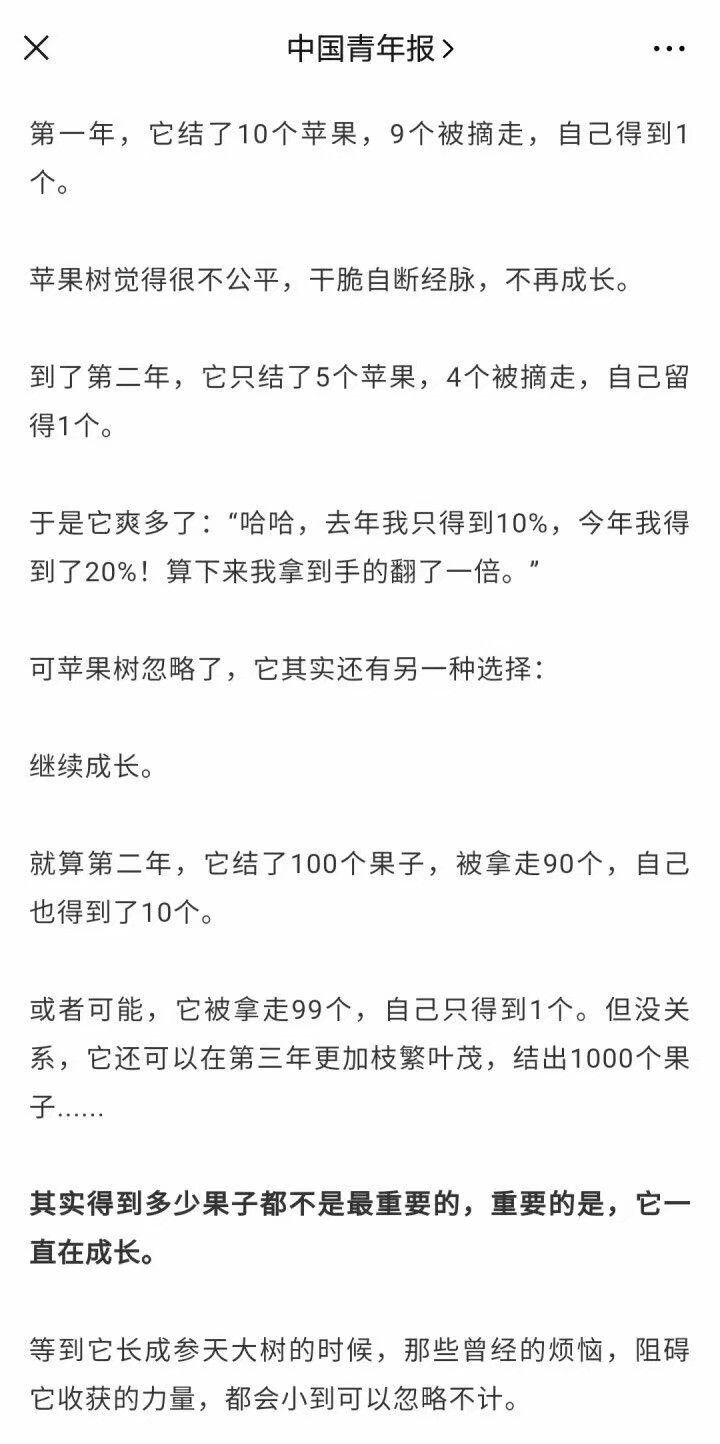 中国青年报
第一年，它结了10个苹果，9个被摘走，自己得到1
个。
苹果树觉得很不公平，干脆自断经脉，不再成长。
到了第二年，它只结了5个苹果，4个被摘走，自己留
得1个。
于是它爽多了：“哈哈，去年我只得到10%，今年我得
到了20%！算下来我拿到手的翻了一倍。”
可苹果树忽略了，它其实还有另一种选择：
继续成长。
就算第二年，它结了100个果子，被拿走90个，自己
也得到了10个。
或者可能，它被拿走99个，自己只得到1个。但没关
系，它还可以在第三年更加枝繁叶茂，结出1000个果
子......
其实得到多少果子都不是最重要的，重要的是，它一
直在成长。
等到它长成参天大树的时候，那些曾经的烦恼，阻碍
它收获的力量，都会小到可以忽略不计。